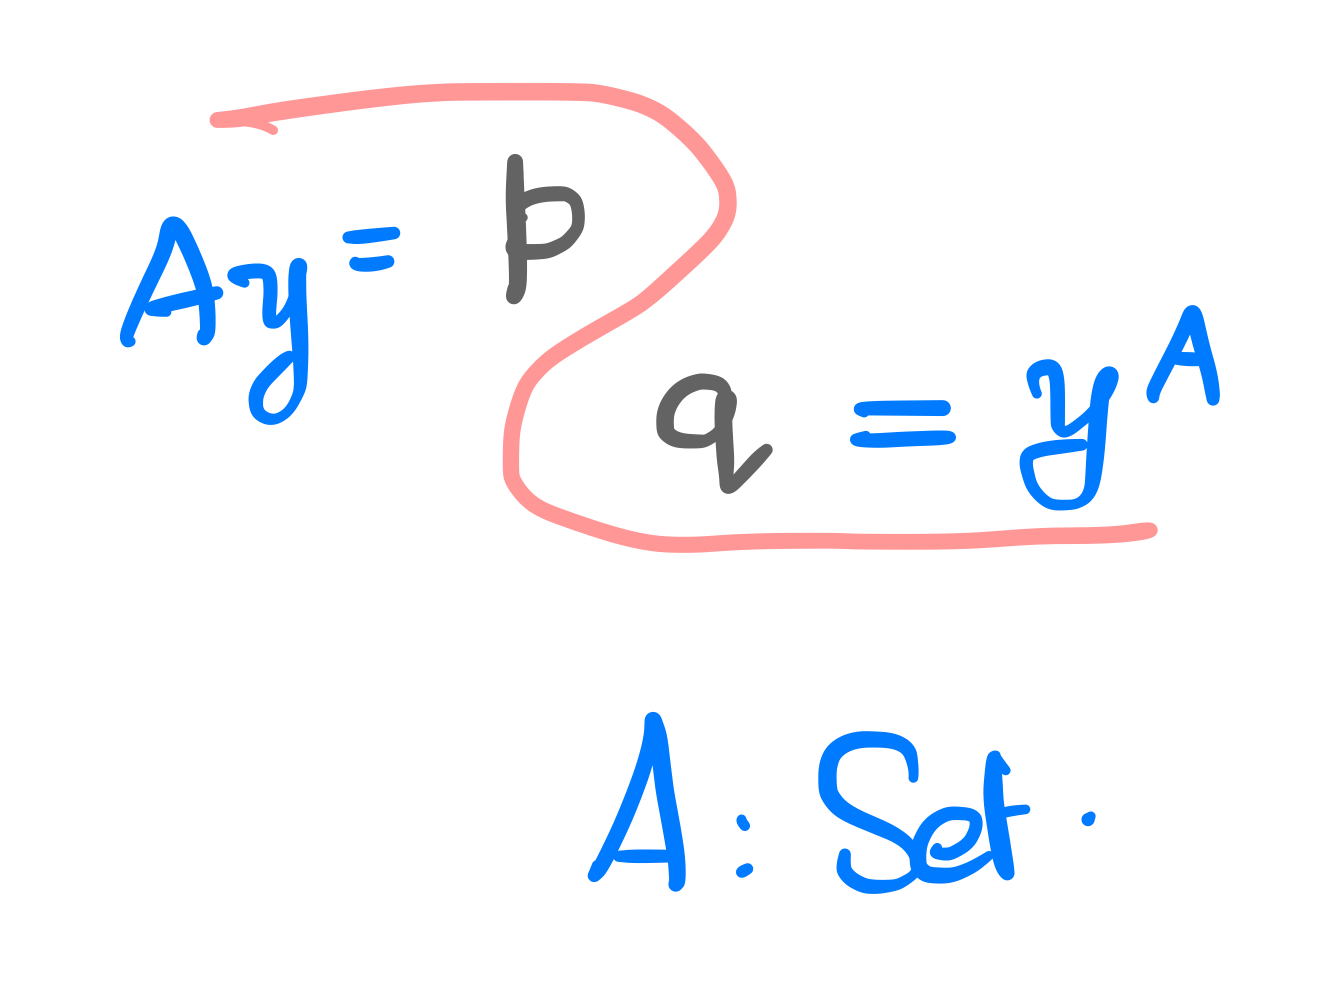 Ay = p
q = y^A
A : Set .